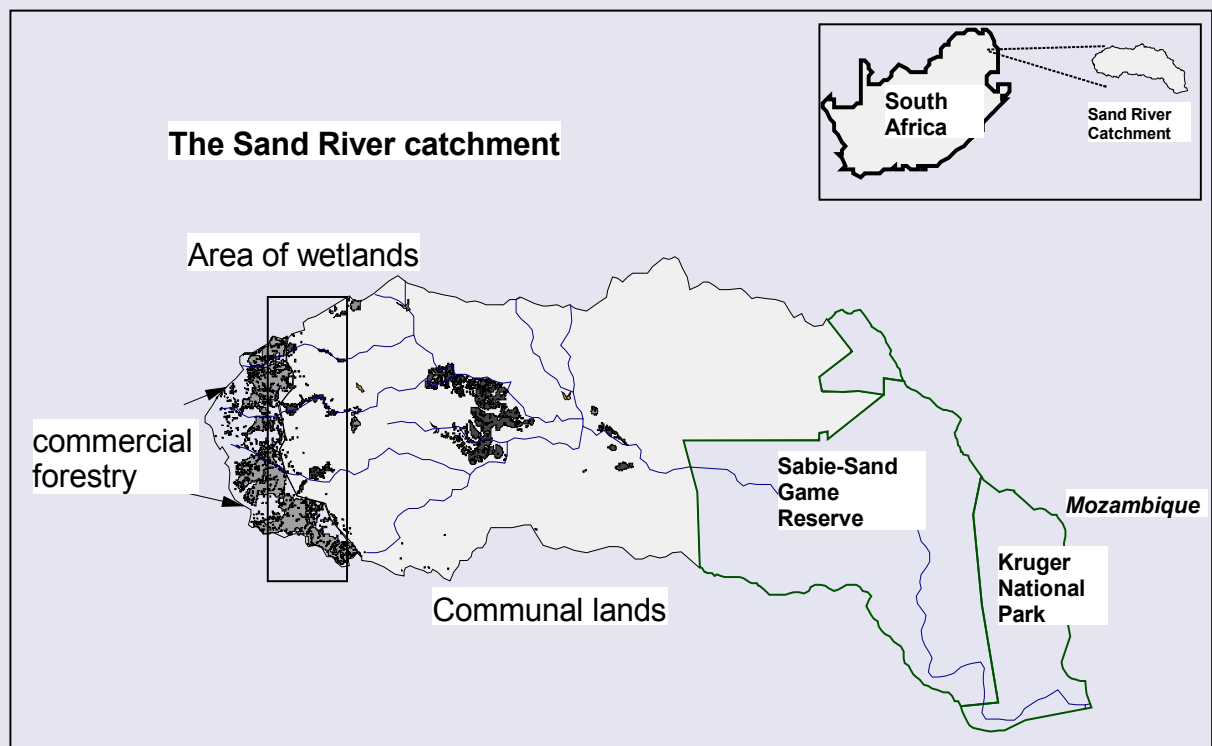 South
Africa
Sand River
Catchment
The Sand River catchment
Area of wetlands
commercial
forestry
Sabie-Sand
Game
Reserve
Mozambique
Kruger
National
Park
Communal lands